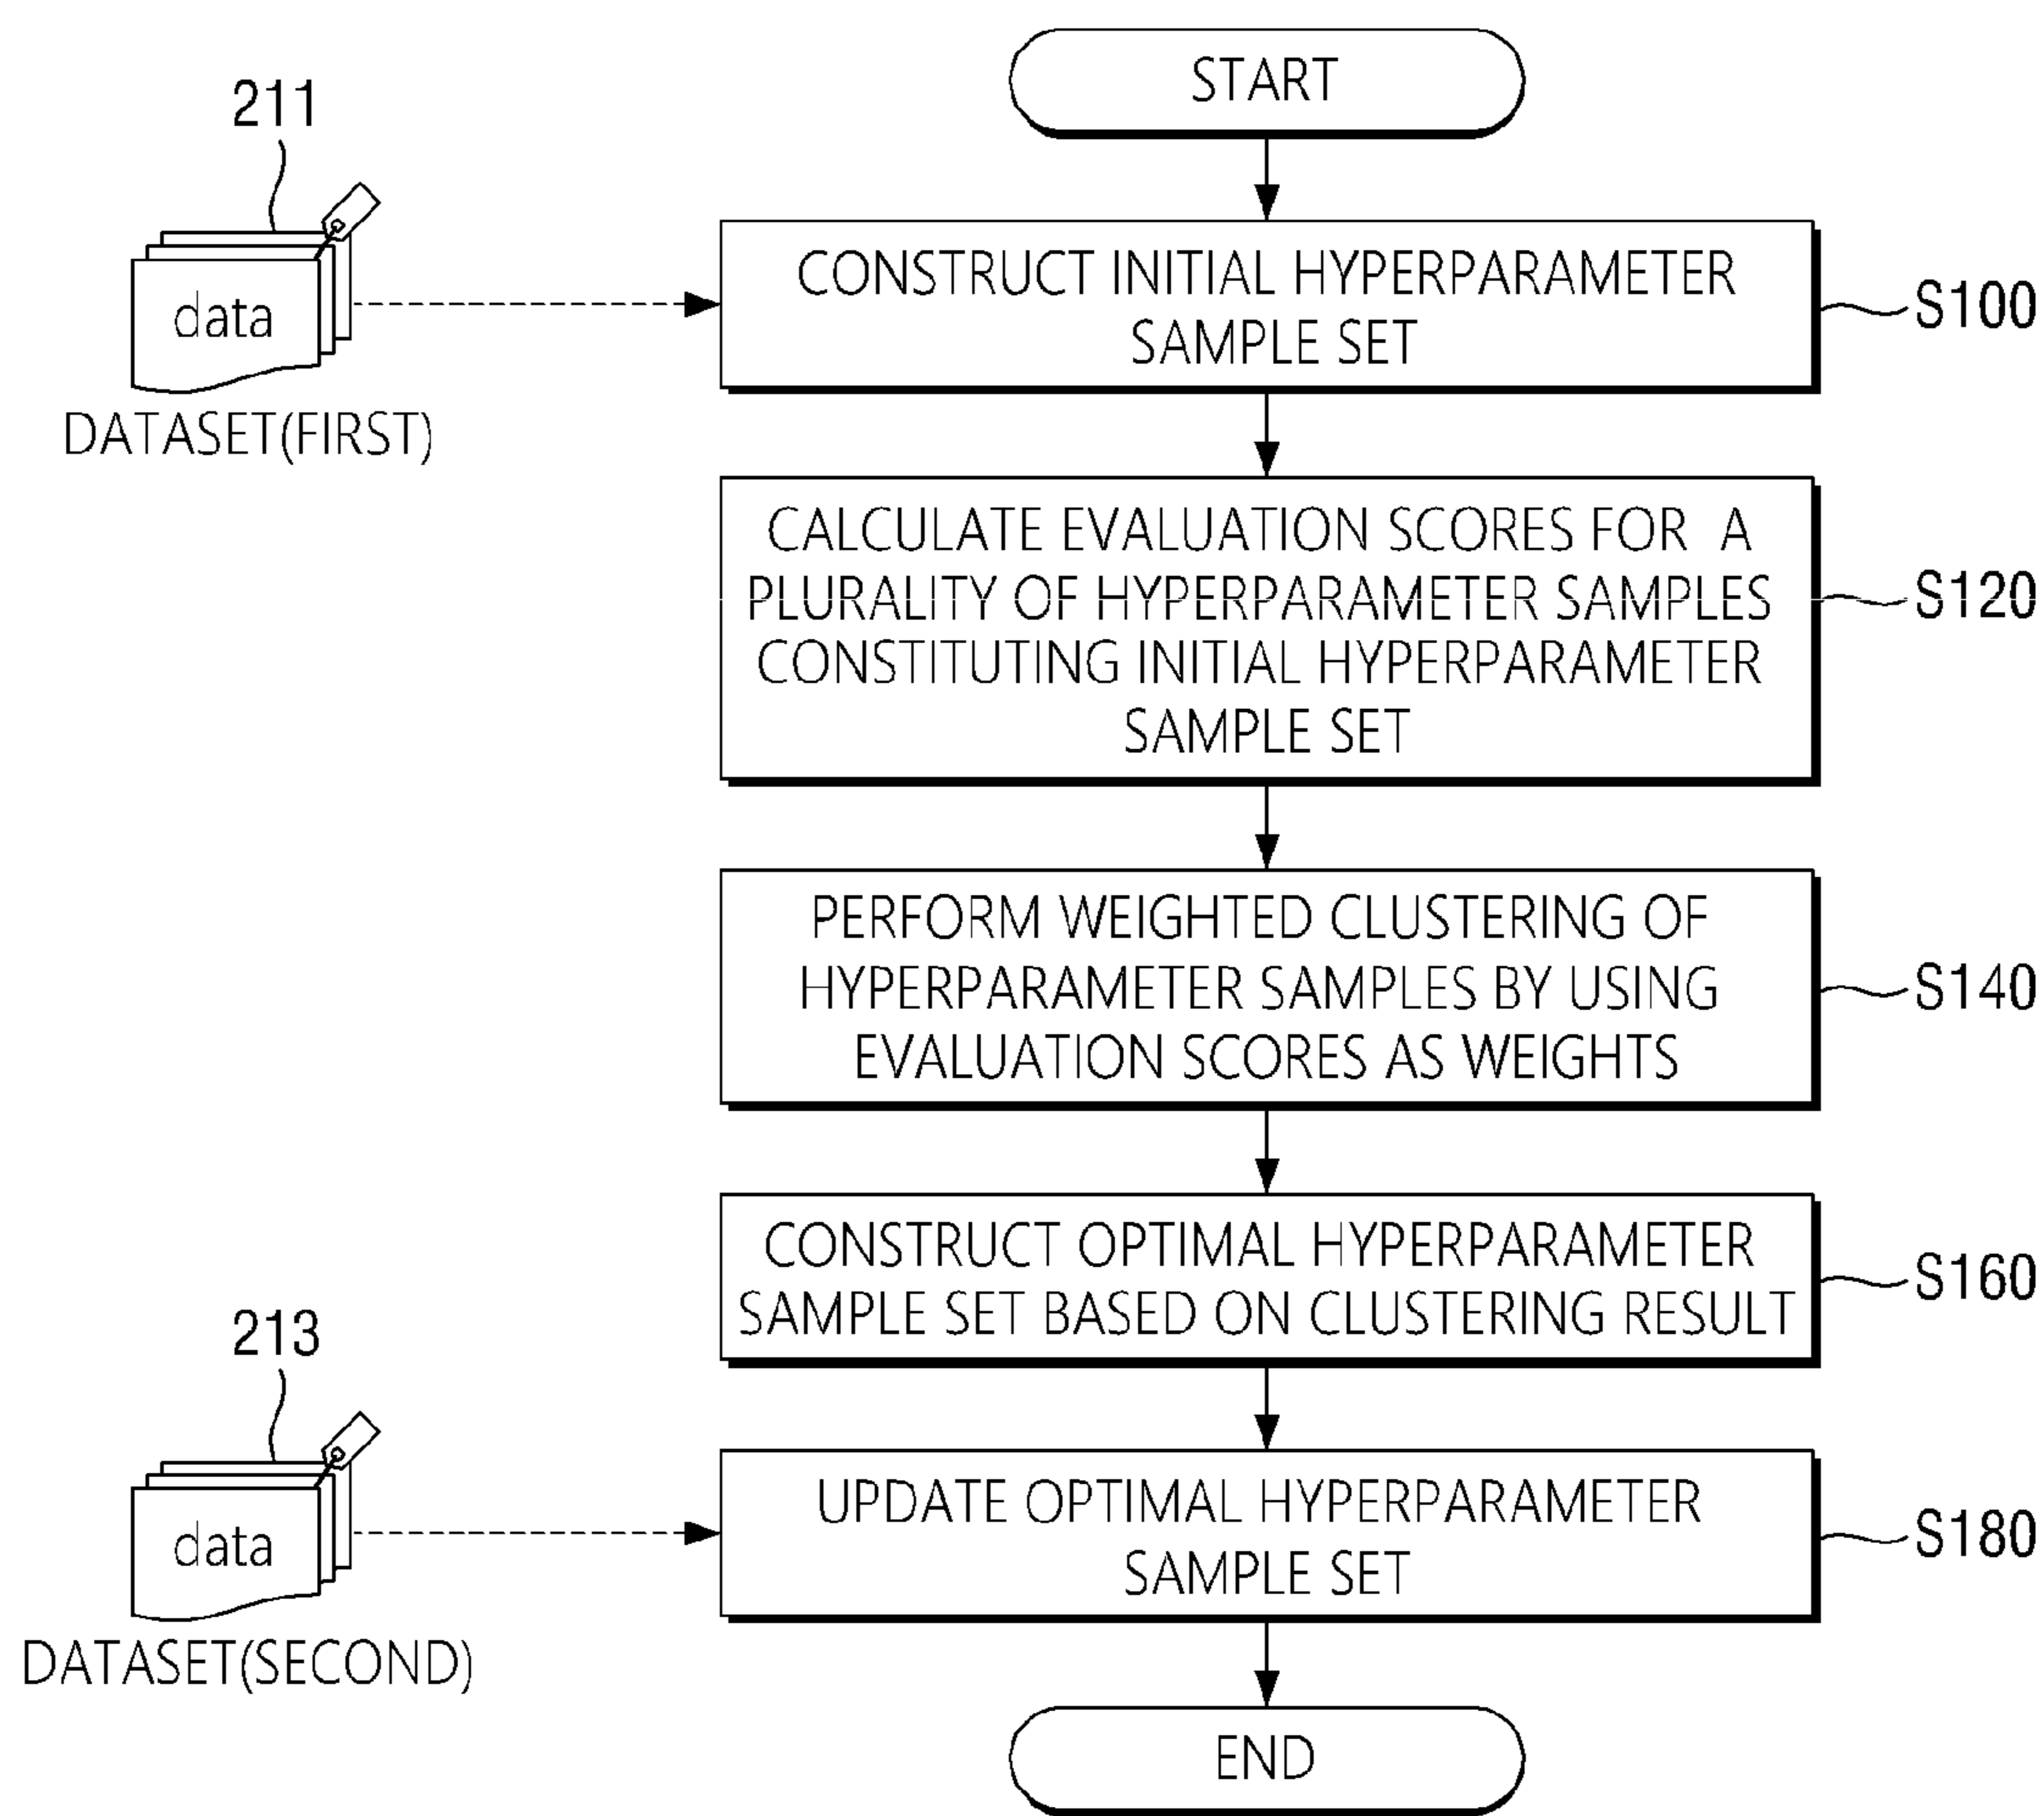 START
211
data
DATASET(FIRST)
CONSTRUCT INITIAL HYPERPARAMETER
SAMPLE SET
S100
CALCULATE EVALUATION SCORES FOR A
PLURALITY OF HYPERPARAMETER SAMPLES
CONSTITUTING INITIAL HYPERPARAMETER
SAMPLE SET
S120
PERFORM WEIGHTED CLUSTERING OF
HYPERPARAMETER SAMPLES BY USING
EVALUATION SCORES AS WEIGHTS
S140
CONSTRUCT OPTIMAL HYPERPARAMETER
SAMPLE SET BASED ON CLUSTERING RESULT
S160
213
data
DATASET(SECOND)
UPDATE OPTIMAL HYPERPARAMETER
SAMPLE SET
S180
END